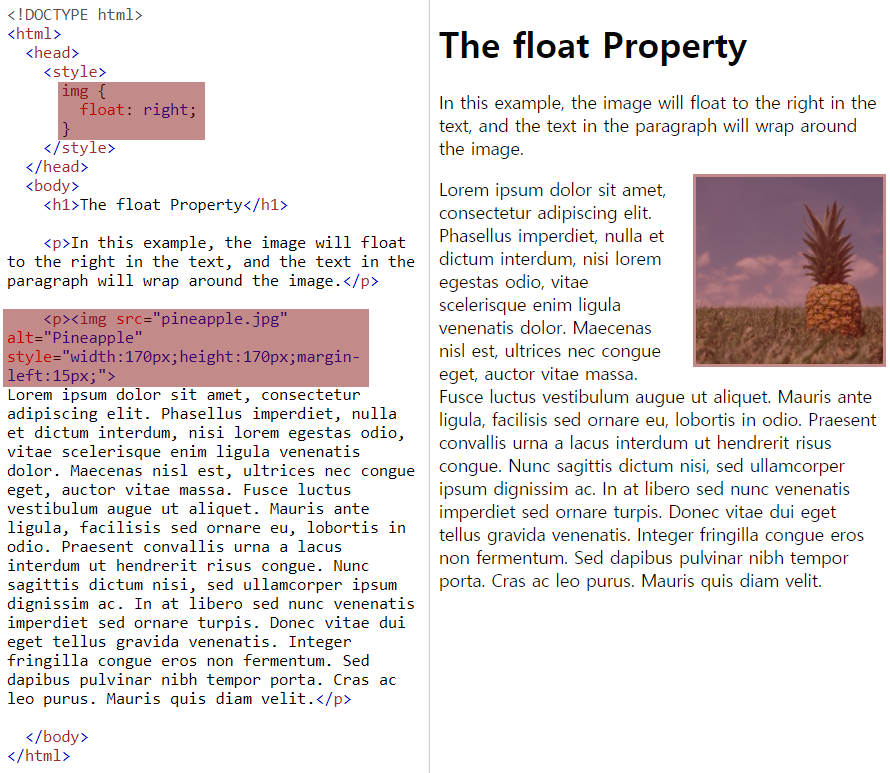 <!DOCTYPE html>
<html>
<head>
<style>
img {
float: right;
}
</style>
</head>
<body>
<h1>The float Property</h1>
<p>In this example, the image will float
to the right in the text, and the text in the
paragraph will wrap around the image.</p>
<p><img src="pineapple.jpg"
alt="Pineapple"
style="width:170px;height:170px;margin-
left:15px;">
Lorem ipsum dolor sit amet, consectetur
adipiscing elit. Phasellus imperdiet, nulla
et dictum interdum, nisi lorem egestas odio,
vitae scelerisque enim ligula venenatis
dolor. Maecenas nisl est, ultrices nec congue
eget, auctor vitae massa. Fusce luctus
vestibulum augue ut aliquet. Mauris ante
ligula, facilisis sed ornare eu, lobortis in
odio. Praesent convallis urna a lacus
interdum ut hendrerit risus congue. Nunc
sagittis dictum nisi, sed ullamcorper ipsum
dignissim ac. In at libero sed nunc venenatis
imperdiet sed ornare turpis. Donec vitae dui
eget tellus gravida venenatis. Integer
fringilla congue eros non fermentum. Sed
dapibus pulvinar nibh tempor porta. Cras ac
leo purus. Mauris quis diam velit.</p>
</body>
</html>
The float Property
In this example, the image will float to the right in the
text, and the text in the paragraph will wrap around
the image.
Lorem ipsum dolor sit amet,
consectetur adipiscing elit.
Phasellus imperdiet, nulla et
dictum interdum, nisi lorem
egestas odio, vitae
scelerisque enim ligula
venenatis dolor. Maecenas
nisl est, ultrices nec congue
eget, auctor vitae massa.
Fusce luctus vestibulum augue ut aliquet. Mauris ante
ligula, facilisis sed ornare eu, lobortis in odio. Praesent
convallis urna a lacus interdum ut hendrerit risus
congue. Nunc sagittis dictum nisi, sed ullamcorper
ipsum dignissim ac. In at libero sed nunc venenatis
imperdiet sed ornare turpis. Donec vitae dui eget
tellus gravida venenatis. Integer fringilla congue eros
non fermentum. Sed dapibus pulvinar nibh tempor
porta. Cras ac leo purus. Mauris quis diam velit.